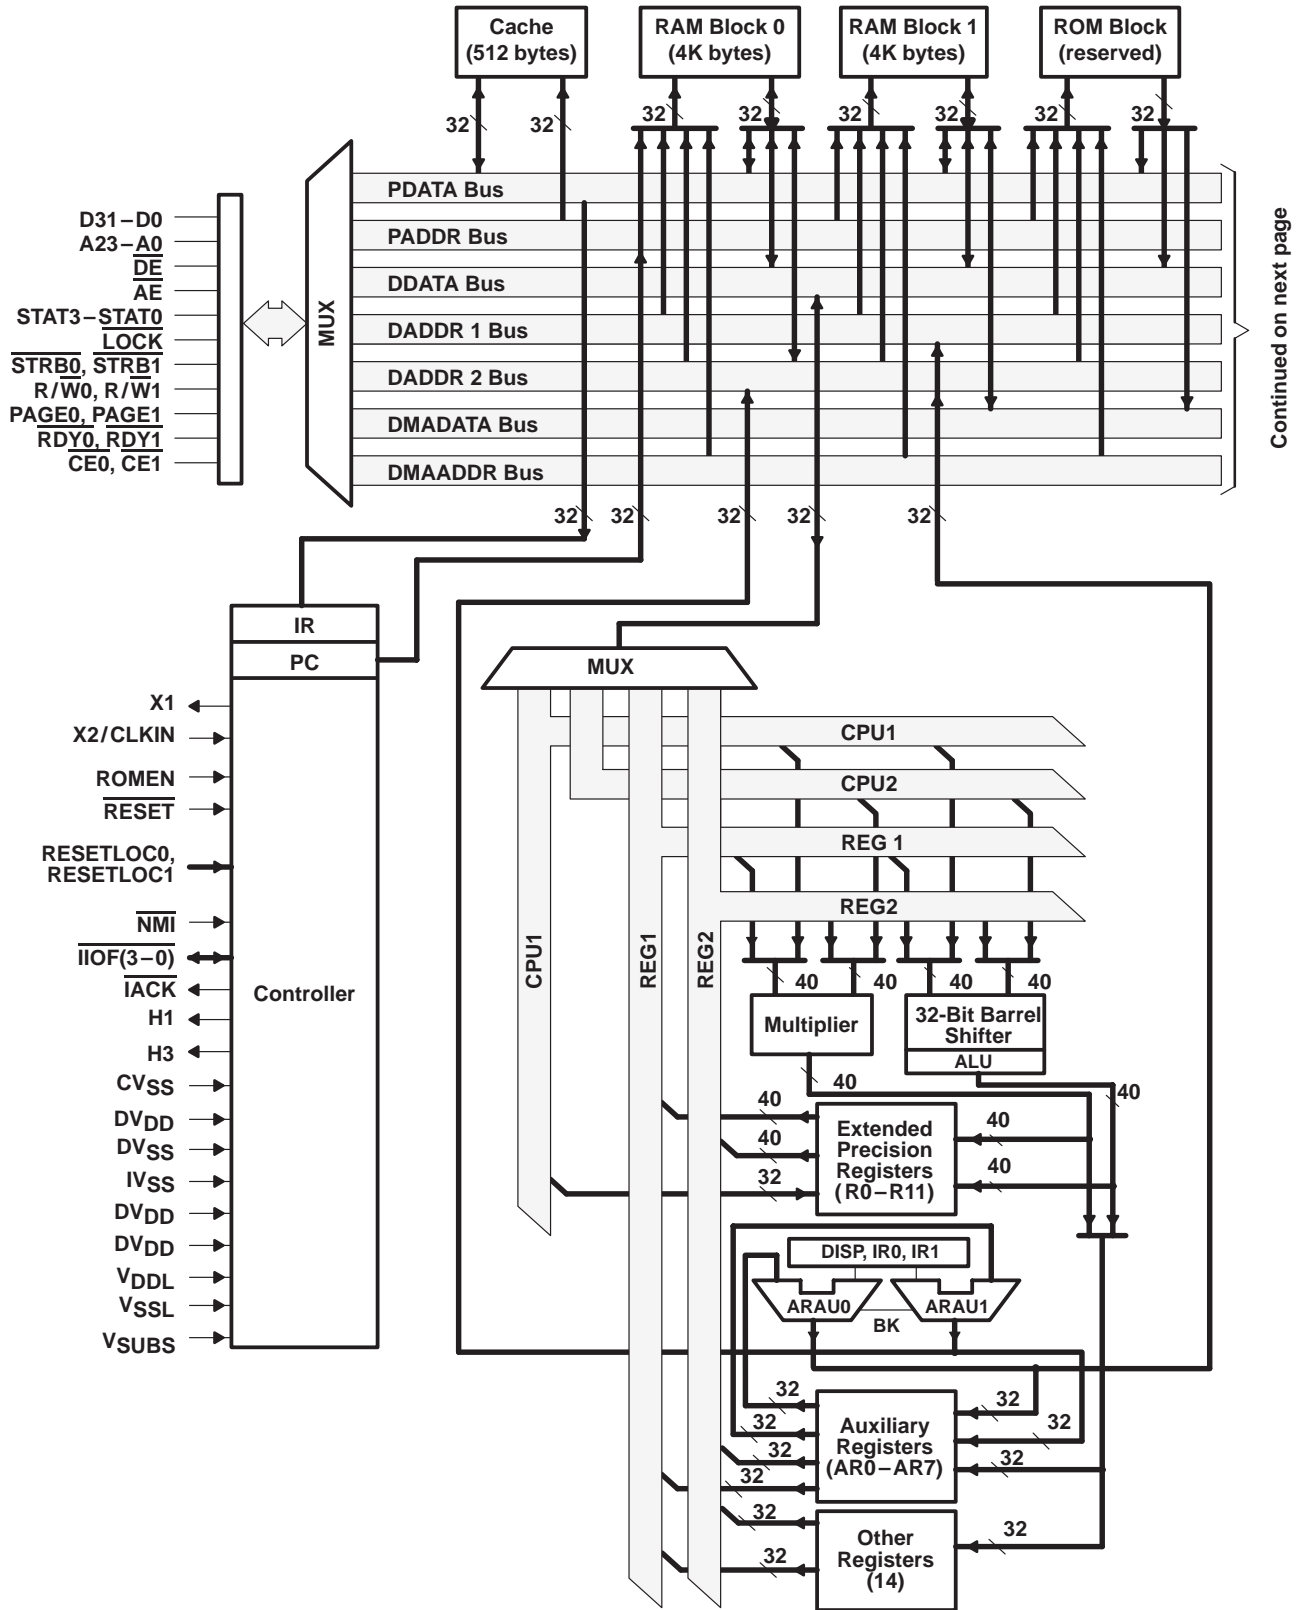 Cache
(512 bytes)
RAM Block 0
(4K bytes)
RAM Block 1
(4K bytes)
ROM Block
(reserved)
32
32
32
32
32
32
32
32
PDATA Bus
PADDR Bus
DDATA Bus
DADDR 1 Bus
DADDR 2 Bus
DMADATA Bus
DMAADDR Bus
MUX
D31–D0
A23–A0
DE
AE
STAT3–STAT0
LOCK
STRB0, STRB1
R/W0, R/W1
PAGE0, PAGE1
RDY0, RDY1
CE0, CE1
Continued on next page
32
32
32
32
32
IR
PC
Controller
X1
X2/CLKIN
ROMEN
RESET
RESETLOC0,
RESETLOC1
NMI
IIOF(3–0)
IACK
H1
H3
CVSS
DVDD
DVSS
IVSS
DVDD
DVDD
VDDL
VSSL
VSUBS
MUX
CPU1
CPU2
REG 1
REG2
CPU1
REG1
REG2
40
40
40
40
Multiplier
32-Bit Barrel
Shifter
ALU
40
40
40
40
32
Extended
Precision
Registers
(R0–R11)
40
40
DISP, IR0, IR1
ARAU0
ARAU1
BK
32
32
32
32
Auxiliary
Registers
(AR0–AR7)
32
32
32
32
32
Other
Registers
(14)
32